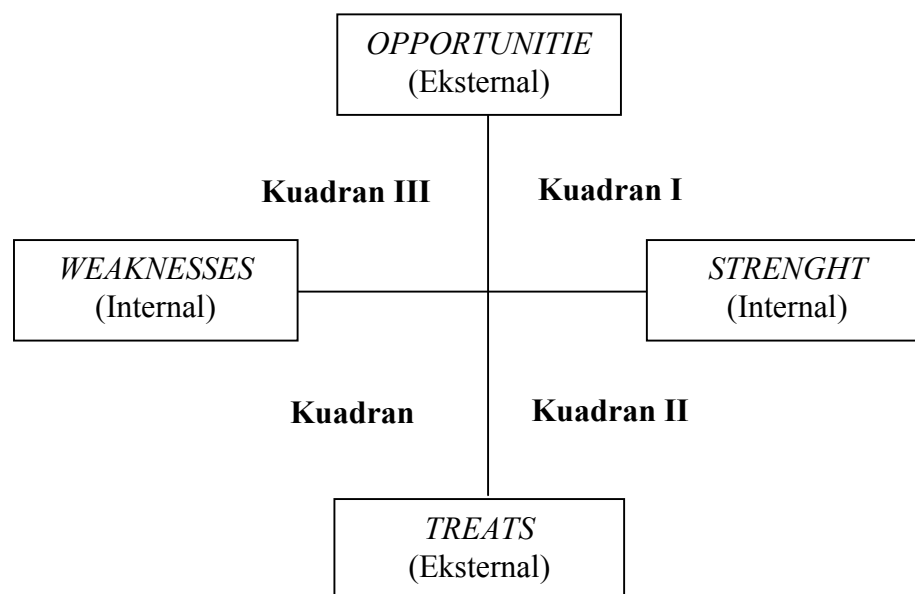 OPPORTUNITIE
(Eksternal)
Kuadran III
Kuadran I
WEAKNESSES
(Internal)
STRENGHT
(Internal)
Kuadran
Kuadran II
TREATS
(Eksternal)